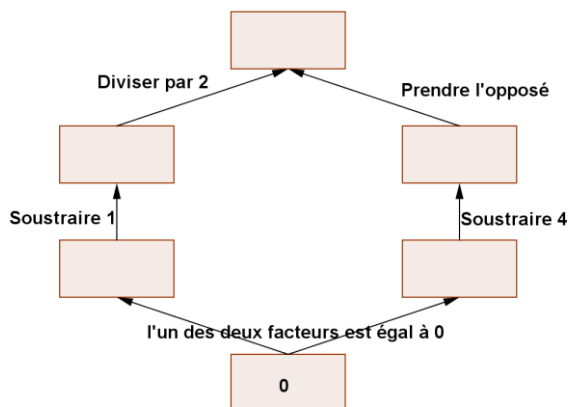 Diviser par 2
Prendre l'opposé
Soustraire 1
Soustraire 4
l'un des deux facteurs est égal à 0
0